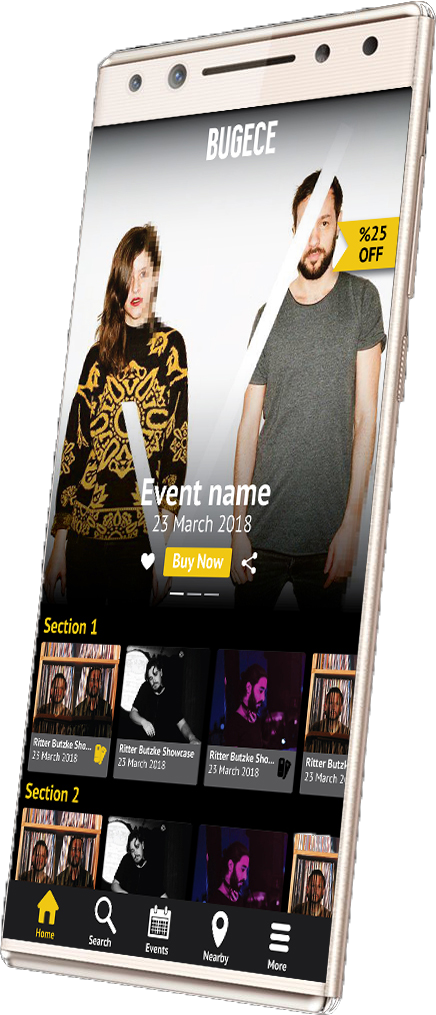 BUGECE
%25
OFF
Event name
23 March 2018
Buy Now
Section 1
Ritter Butzke Sho...
23 March 2018
Ritter Butzke Showcase
23 March 2018
Ritter Butzke Sho...
23 March 2018
Ritter Butzk
23 March 2
Section 2
Home
Search
Events
Nearby
More